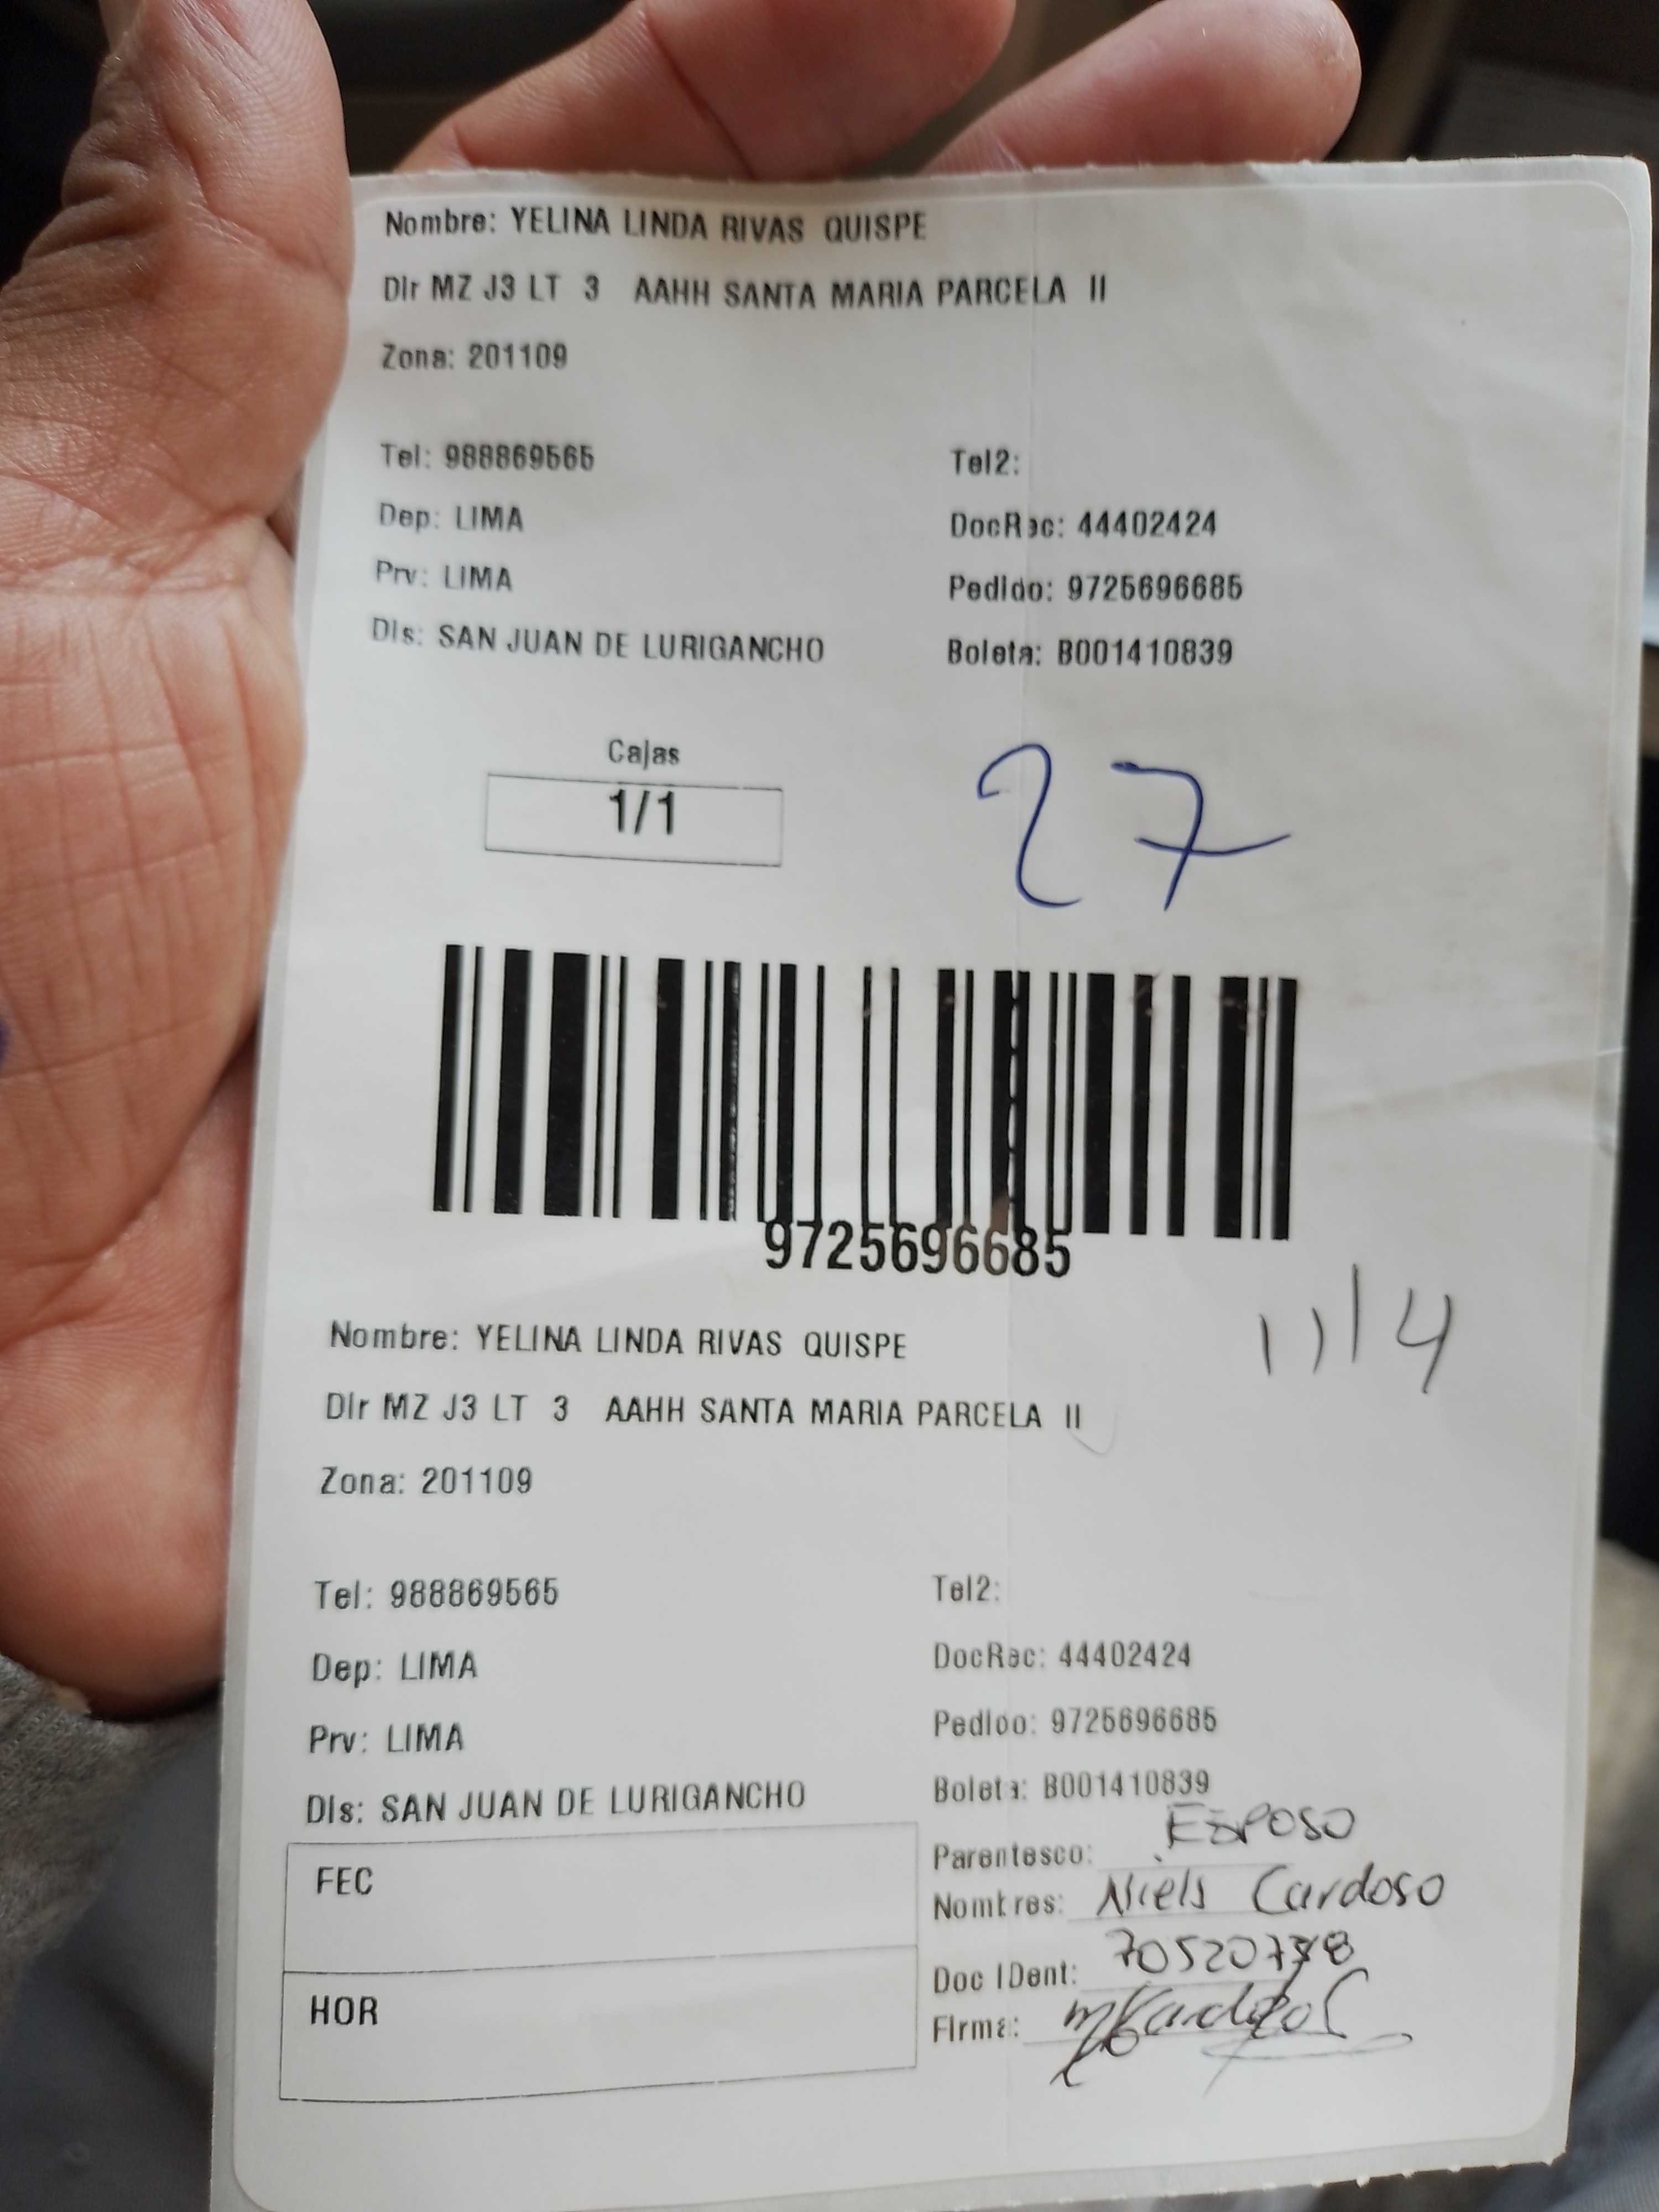 Nombre: YELINA LINDA RIVAS QUISPE
Dir MZ J3 LT 3 AAHH SANTA MARIA PARCELA II
Zona: 201109
Tel: 988869565 Tel2:
Dep: LIMA DocRec: 44402424
Prv: LIMA Pedido: 9725696685
Dis: SAN JUAN DE LURIGANCHO Boleta: B001410839
Cajas
1/1
27
9725696685
11/4
Nombre: YELINA LINDA RIVAS QUISPE
Dir MZ J3 LT 3 AAHH SANTA MARIA PARCELA II
Zona: 201109
Tel: 988869565 Tel2:
Dep: LIMA DocRec: 44402424
Prv: LIMA Pedido: 9725696685
Dis: SAN JUAN DE LURIGANCHO Boleta: B001410839
FEC Parentesco: Esposo
Nombres: Niels Cardoso
Doc IDent:
HOR Firma: